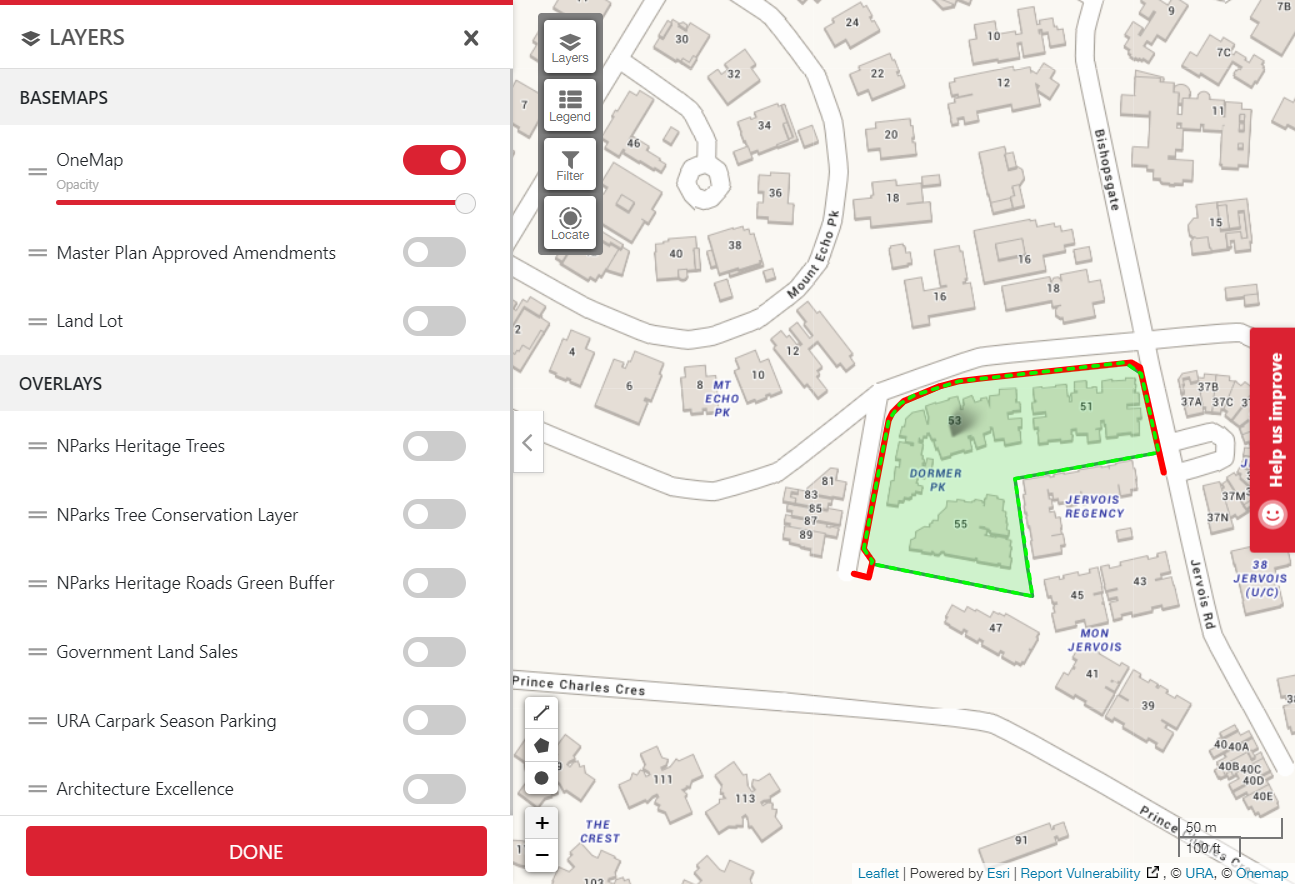 LAYERS
BASEMAPS
OneMap
Opacity
Master Plan Approved Amendments
Land Lot
OVERLAYS
NParks Heritage Trees
NParks Tree Conservation Layer
NParks Heritage Roads Green Buffer
Government Land Sales
URA Carpark Season Parking
Architecture Excellence
DONE
Layers
Legend
Filter
Locate
24
9
7B
30
10
7C
32
22
12
7
11
34
20
46
Bishopsgate
36
18
15
38
40
Mount Echo Pk
16
18
16
2
4
12
10
6
8
MT
ECHO
PK
37B
37A
37C
53
51
Help us improve
DORMER
PK
81
83
85
87
89
JERVOIS
REGENCY
37M
37N
55
38
JERVOIS
(U/C)
43
45
Jervois Rd
47
MON
JERVOIS
41
39
Prince Charles Cres
40
40A
40B
40C
40D
40E
111
113
THE
CREST
91
103
50 m
100 ft
+
−
Leaflet | Powered by Esri | Report Vulnerability , © URA, © Onemap